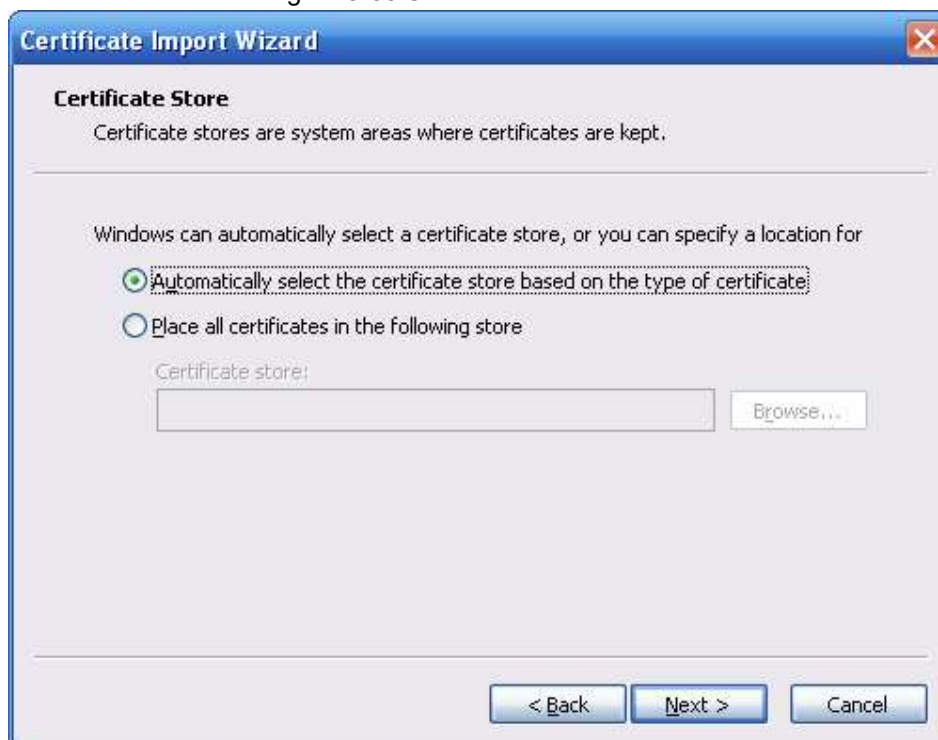 Certificate Import Wizard
Certificate Store
Certificate stores are system areas where certificates are kept.
Windows can automatically select a certificate store, or you can specify a location for
Automatically select the certificate store based on the type of certificate
Place all certificates in the following store
Certificate store:
Browse...
< Back Next > Cancel